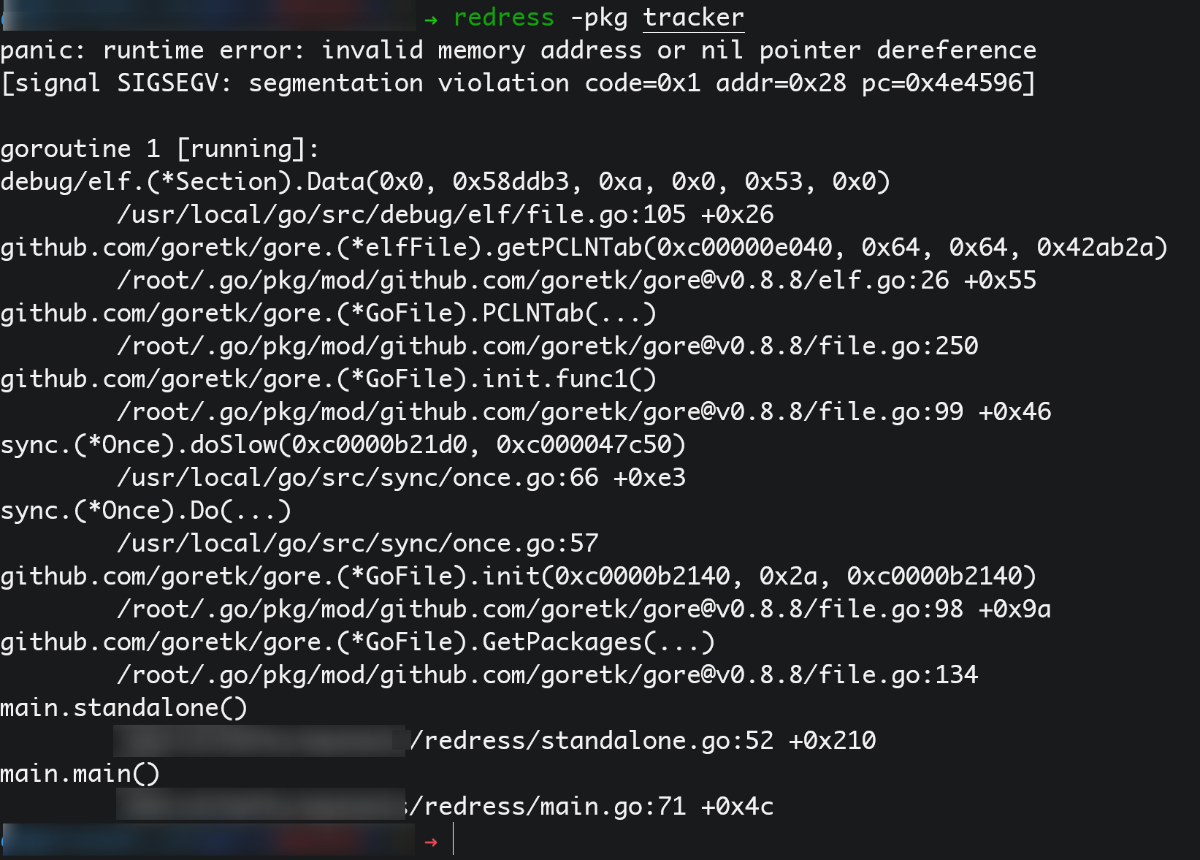 → redress -pkg tracker
panic: runtime error: invalid memory address or nil pointer dereference
[signal SIGSEGV: segmentation violation code=0x1 addr=0x28 pc=0x4e4596]
goroutine 1 [running]:
debug/elf.(*Section).Data(0x0, 0x58ddb3, 0xa, 0x0, 0x53, 0x0)
/usr/local/go/src/debug/elf/file.go:105 +0x26
github.com/goretk/gore.(*elfFile).getPCLNTab(0xc00000e040, 0x64, 0x64, 0x42ab2a)
/root/.go/pkg/mod/github.com/goretk/gore@v0.8.8/elf.go:26 +0x55
github.com/goretk/gore.(*GoFile).PCLNTab(...)
/root/.go/pkg/mod/github.com/goretk/gore@v0.8.8/file.go:250
github.com/goretk/gore.(*GoFile).init.func1()
/root/.go/pkg/mod/github.com/goretk/gore@v0.8.8/file.go:99 +0x46
sync.(*Once).doSlow(0xc0000b21d0, 0xc000047c50)
/usr/local/go/src/sync/once.go:66 +0xe3
sync.(*Once).Do(...)
/usr/local/go/src/sync/once.go:57
github.com/goretk/gore.(*GoFile).init(0xc0000b2140, 0x2a, 0xc0000b2140)
/root/.go/pkg/mod/github.com/goretk/gore@v0.8.8/file.go:98 +0x9a
github.com/goretk/gore.(*GoFile).GetPackages(...)
/root/.go/pkg/mod/github.com/goretk/gore@v0.8.8/file.go:134
main.standalone()
/redress/standalone.go:52 +0x210
main.main()
/redress/main.go:71 +0x4c
→